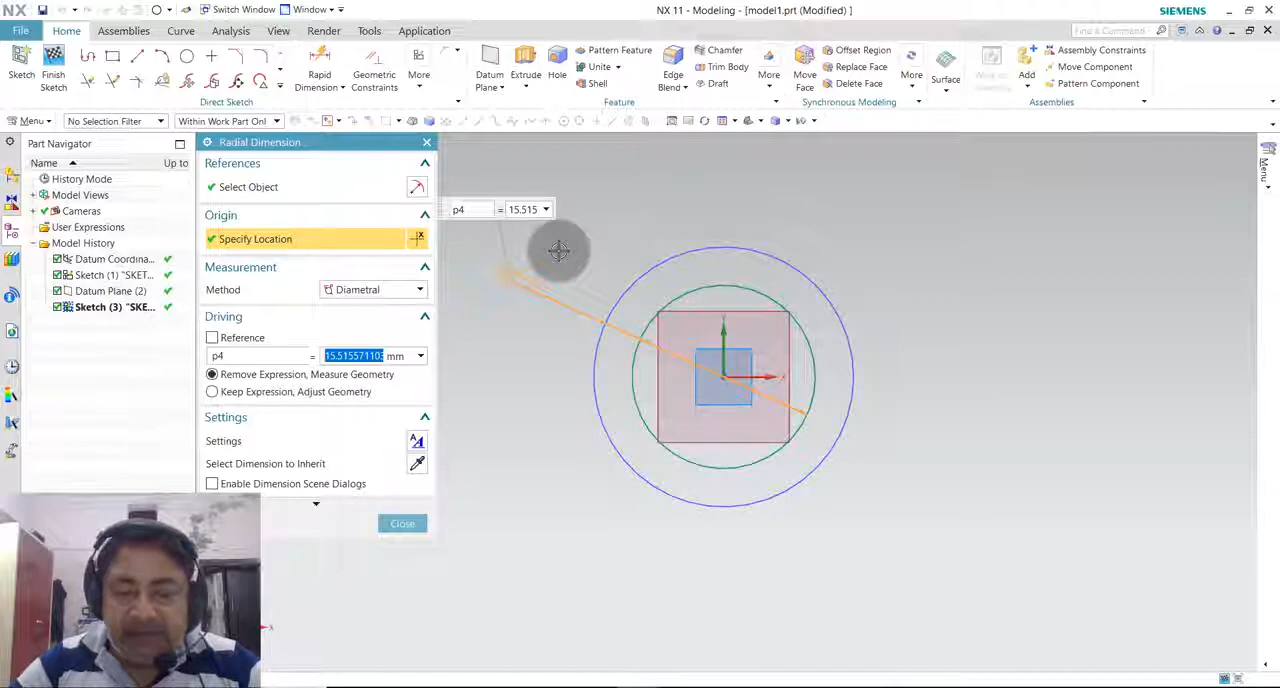 NX Switch Window Window NX 11 - Modeling - [model1.prt (Modified) ] SIEMENS
File Home Assemblies Curve Analysis View Render Tools Application Find a Command
Pattern Feature Chamfer Offset Region Assembly Constraints
Unite Trim Body Replace Face Move Component
Sketch Finish Sketch Rapid Dimension Geometric Constraints More Datum Plane Extrude Hole Shell Edge Blend Draft More Move Face Delete Face More Surface Add Pattern Component
Direct Sketch Feature Synchronous Modeling Assemblies
Menu No Selection Filter Within Work Part Onl
Part Navigator
Name Up to
History Mode
Model Views
Cameras
User Expressions
Model History
Datum Coordina...
Sketch (1) "SKET...
Datum Plane (2)
Sketch (3) "SKE...
Radial Dimension
References
Select Object
Origin
Specify Location
Measurement
Method Diametral
Driving
Reference
p4 = 15.51557110 mm
Remove Expression, Measure Geometry
Keep Expression, Adjust Geometry
Settings
Settings
Select Dimension to Inherit
Enable Dimension Scene Dialogs
Close
p4 = 15.515
Y
X
X
Menu